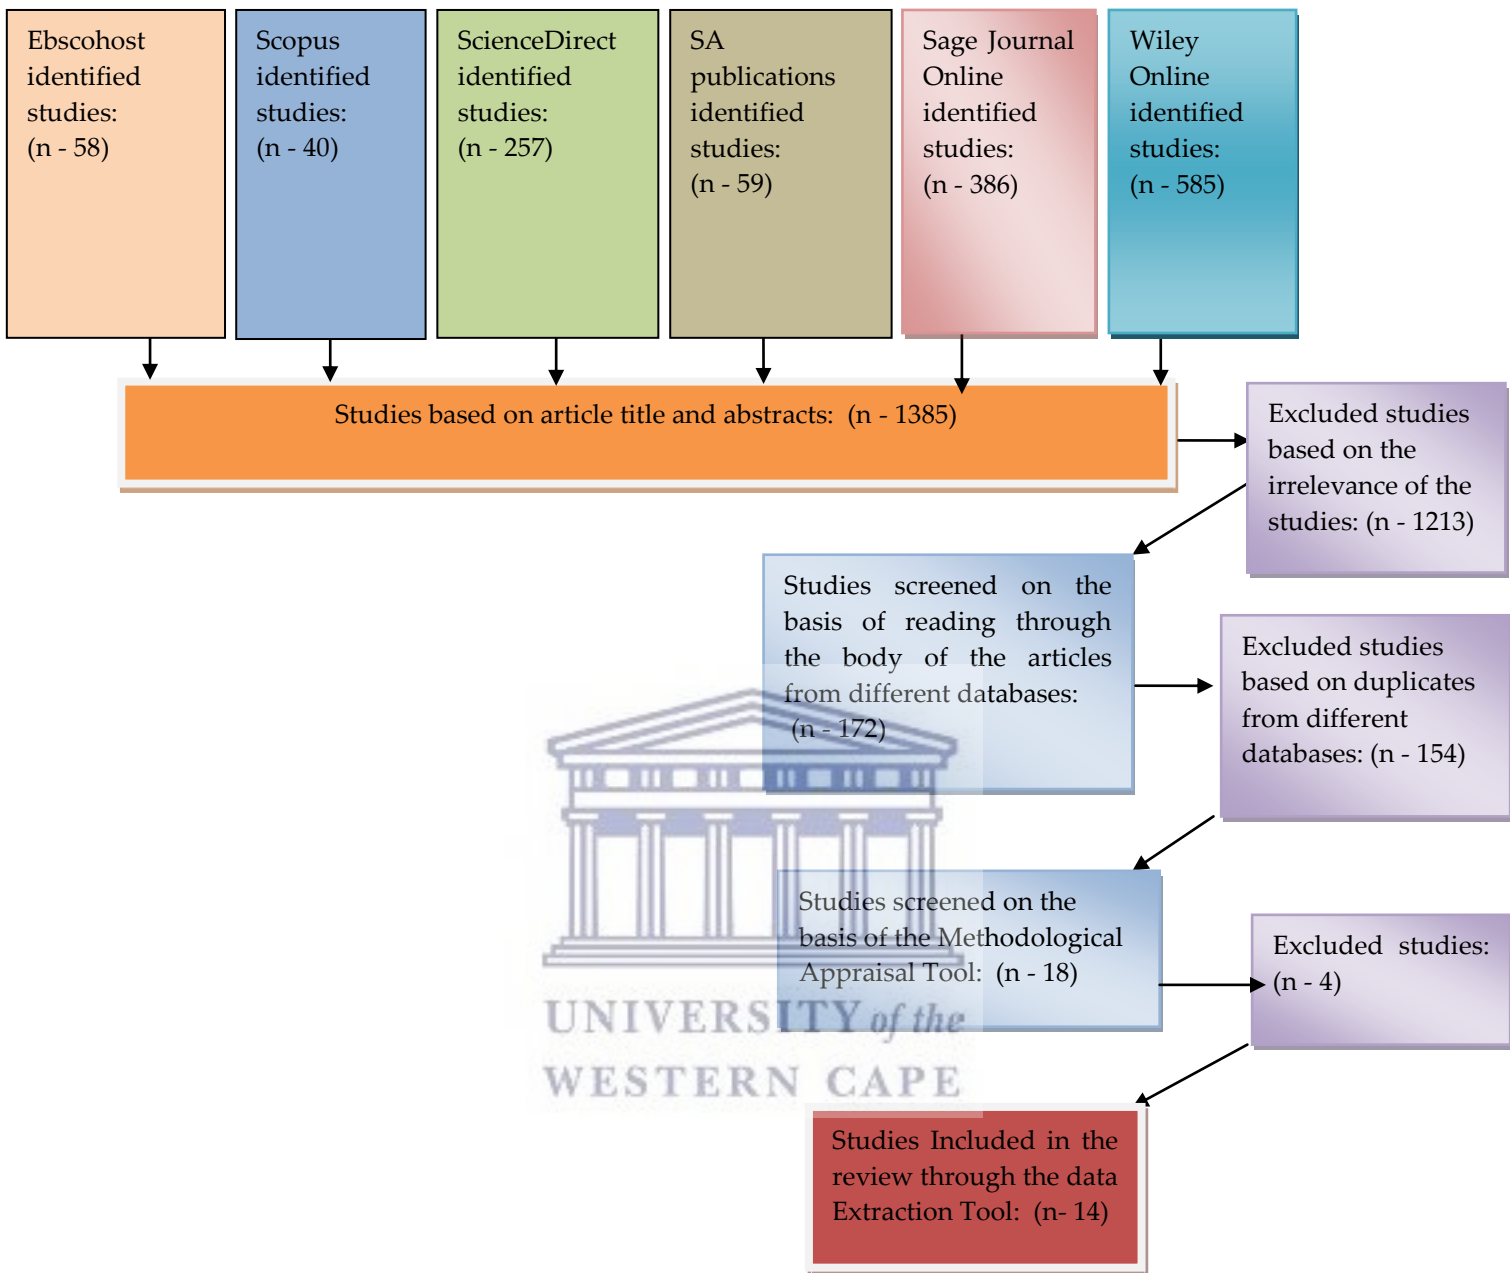 Ebscohost
identified
studies:
(n - 58)
Scopus
identified
studies:
(n - 40)
ScienceDirect
identified
studies:
(n - 257)
SA
publications
identified
studies:
(n - 59)
Sage Journal
Online
identified
studies:
(n - 386)
Wiley
Online
identified
studies:
(n - 585)
Studies based on article title and abstracts: (n - 1385)
Excluded studies
based on the
irrelevance of the
studies: (n - 1213)
Studies screened on the
basis of reading through
the body of the articles
from different databases:
(n - 172)
Excluded studies
based on duplicates
from different
databases: (n - 154)
Studies screened on the
basis of the Methodological
Appraisal Tool: (n - 18)
Excluded studies:
(n - 4)
UNIVERSITY of the
WESTERN CAPE
Studies Included in the
review through the data
Extraction Tool: (n- 14)